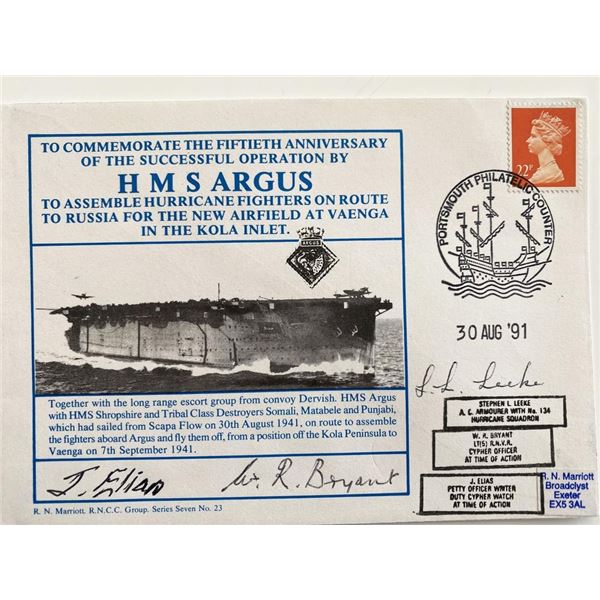 TO COMMEMORATE THE FIFTIETH ANNIVERSARY
OF THE SUCCESSFUL OPERATION BY
H M S ARGUS
TO ASSEMBLE HURRICANE FIGHTERS ON ROUTE
TO RUSSIA FOR THE NEW AIRFIELD AT VAENGA
IN THE KOLA INLET.
ARGUS
Together with the long range escort group from convoy Dervish. HMS Argus
with HMS Shropshire and Tribal Class Destroyers Somali, Matabele and Punjabi,
which had sailed from Scapa Flow on 30th August 1941, on route to assemble
the fighters aboard Argus and fly them off, from a position off the Kola Peninsula to
Vaenga on 7th September 1941.
J. Elias
W. R. Bryant
R. N. Marriott. R.N.C.C. Group. Series Seven No. 23
22P
PORTSMOUTH PHILATELIC COUNTER
30 AUG '91
S. L. Leeke
STEPHEN L LEEKE
A. C. ARMOURER WITH No. 134
HURRICANE SQUADRON
W. R. BRYANT
LT(S) R.N.V.R.
CYPHER OFFICER
AT TIME OF ACTION
J. ELIAS
PETTY OFFICER WRITER
DUTY CYPHER WATCH
AT TIME OF ACTION
R. N. Marriott
Broadclyst
Exeter
EX5 3AL